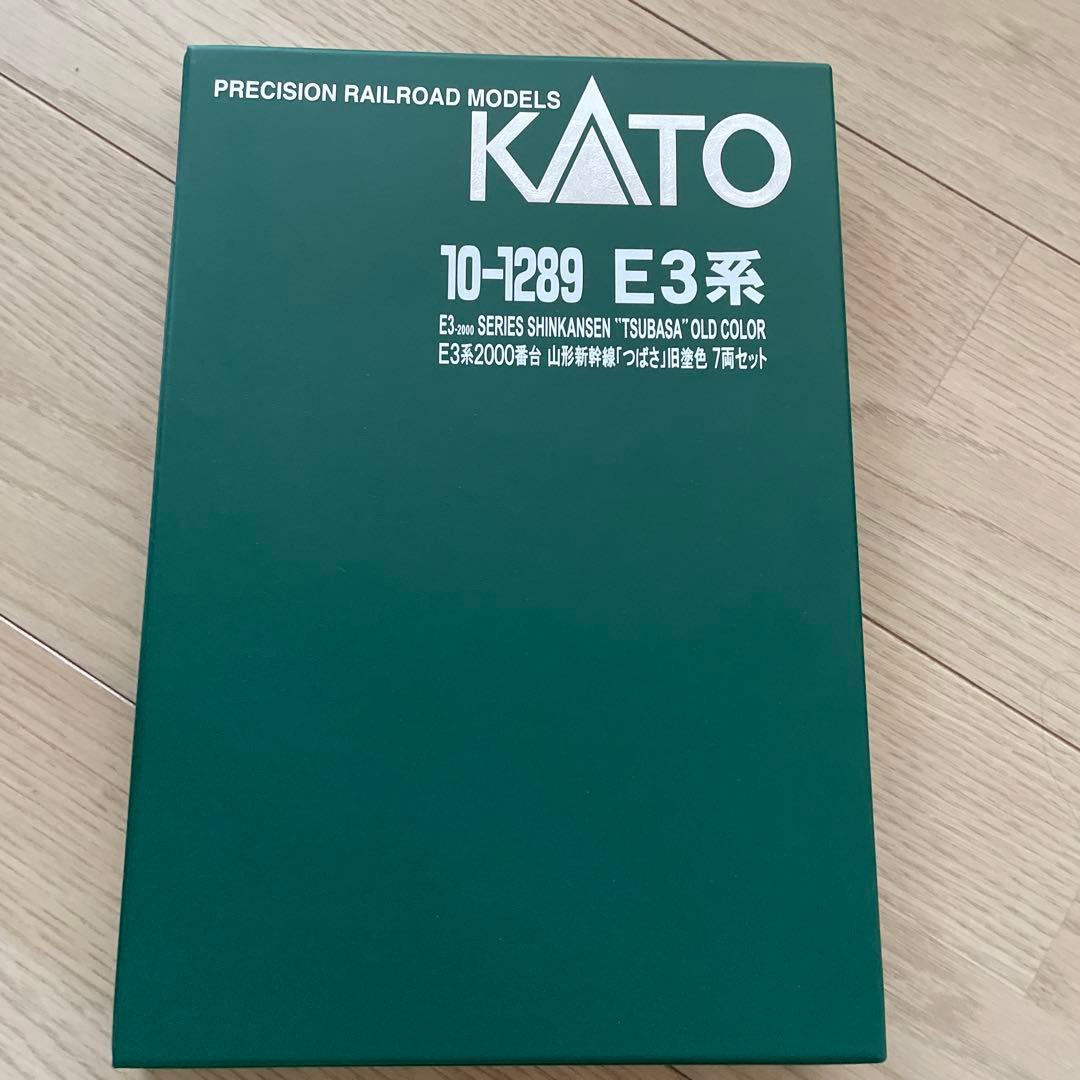 PRECISION RAILROAD MODELS
KATO
10-1289 E3系
E3-2000 SERIES SHINKANSEN "TSUBASA" OLD COLOR
E3系2000番台 山形新幹線「つばさ」旧塗色 7両セット